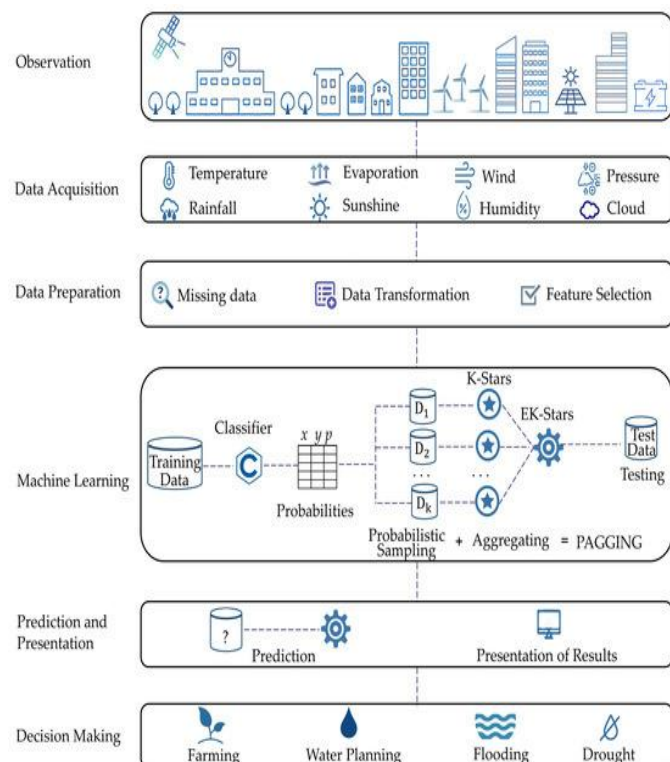 Observation
Data Acquisition
Temperature
Evaporation
Wind
Pressure
Rainfall
Sunshine
%
Humidity
Cloud
Data Preparation
?
Missing data
Data Transformation
Feature Selection
Machine Learning
Training
Data
Classifier
C
x y p
Probabilities
D1
D2
...
Dk
K-Stars
...
EK-Stars
Test
Data
Testing
Probabilistic
Sampling
+ Aggregating = PAGGING
Prediction and
Presentation
?
Prediction
Presentation of Results
Decision Making
Farming
Water Planning
Flooding
Drought